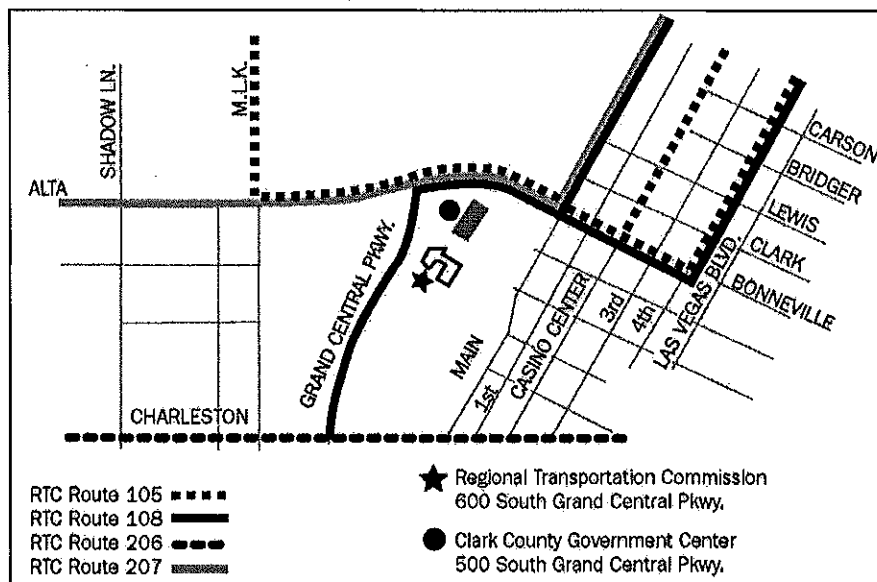 SHADOW LN.
M.L.K.
ALTA
GRAND CENTRAL PKWY.
MAIN
1st
CASINO CENTER
3rd
4th
LAS VEGAS BLVD.
CARSON
BRIDGER
LEWIS
CLARK
BONNEVILLE
CHARLESTON
RTC Route 105
RTC Route 108
RTC Route 206
RTC Route 207
Regional Transportation Commission
600 South Grand Central Pkwy.
Clark County Government Center
500 South Grand Central Pkwy.